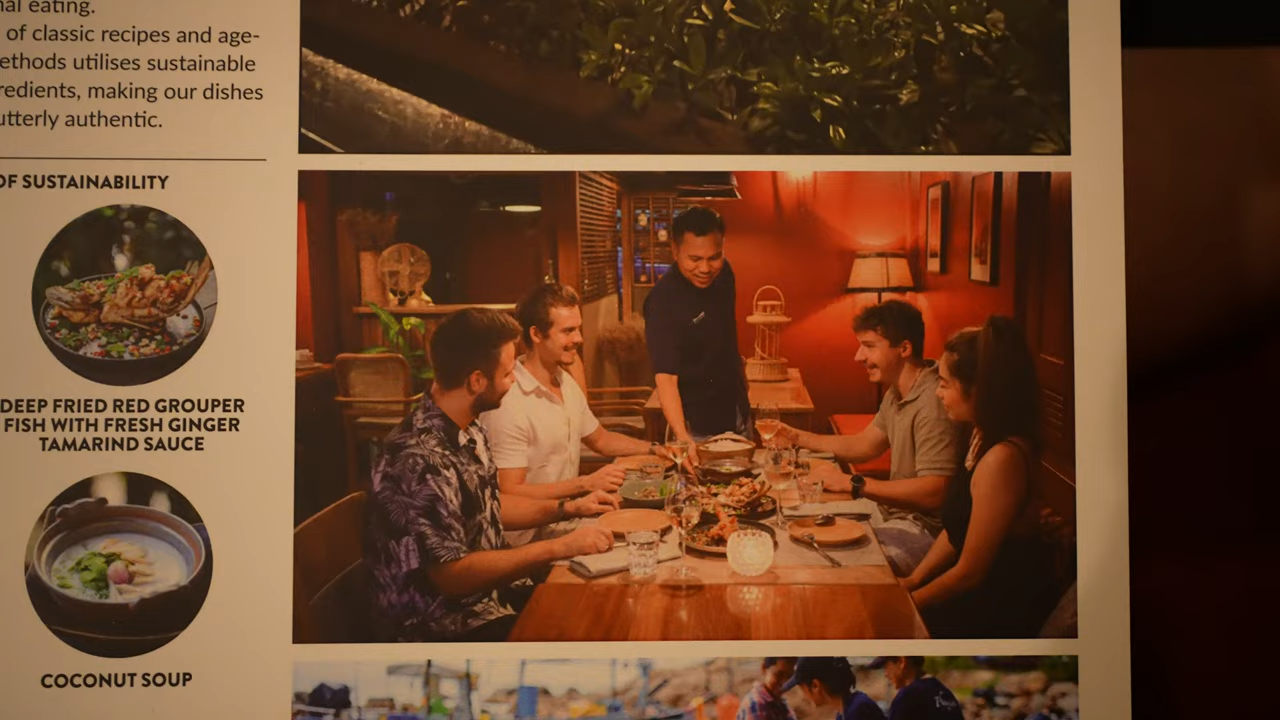 nal eating.
of classic recipes and age-
ethods utilises sustainable
redients, making our dishes
utterly authentic.
OF SUSTAINABILITY
DEEP FRIED RED GROUPER
FISH WITH FRESH GINGER
TAMARIND SAUCE
COCONUT SOUP